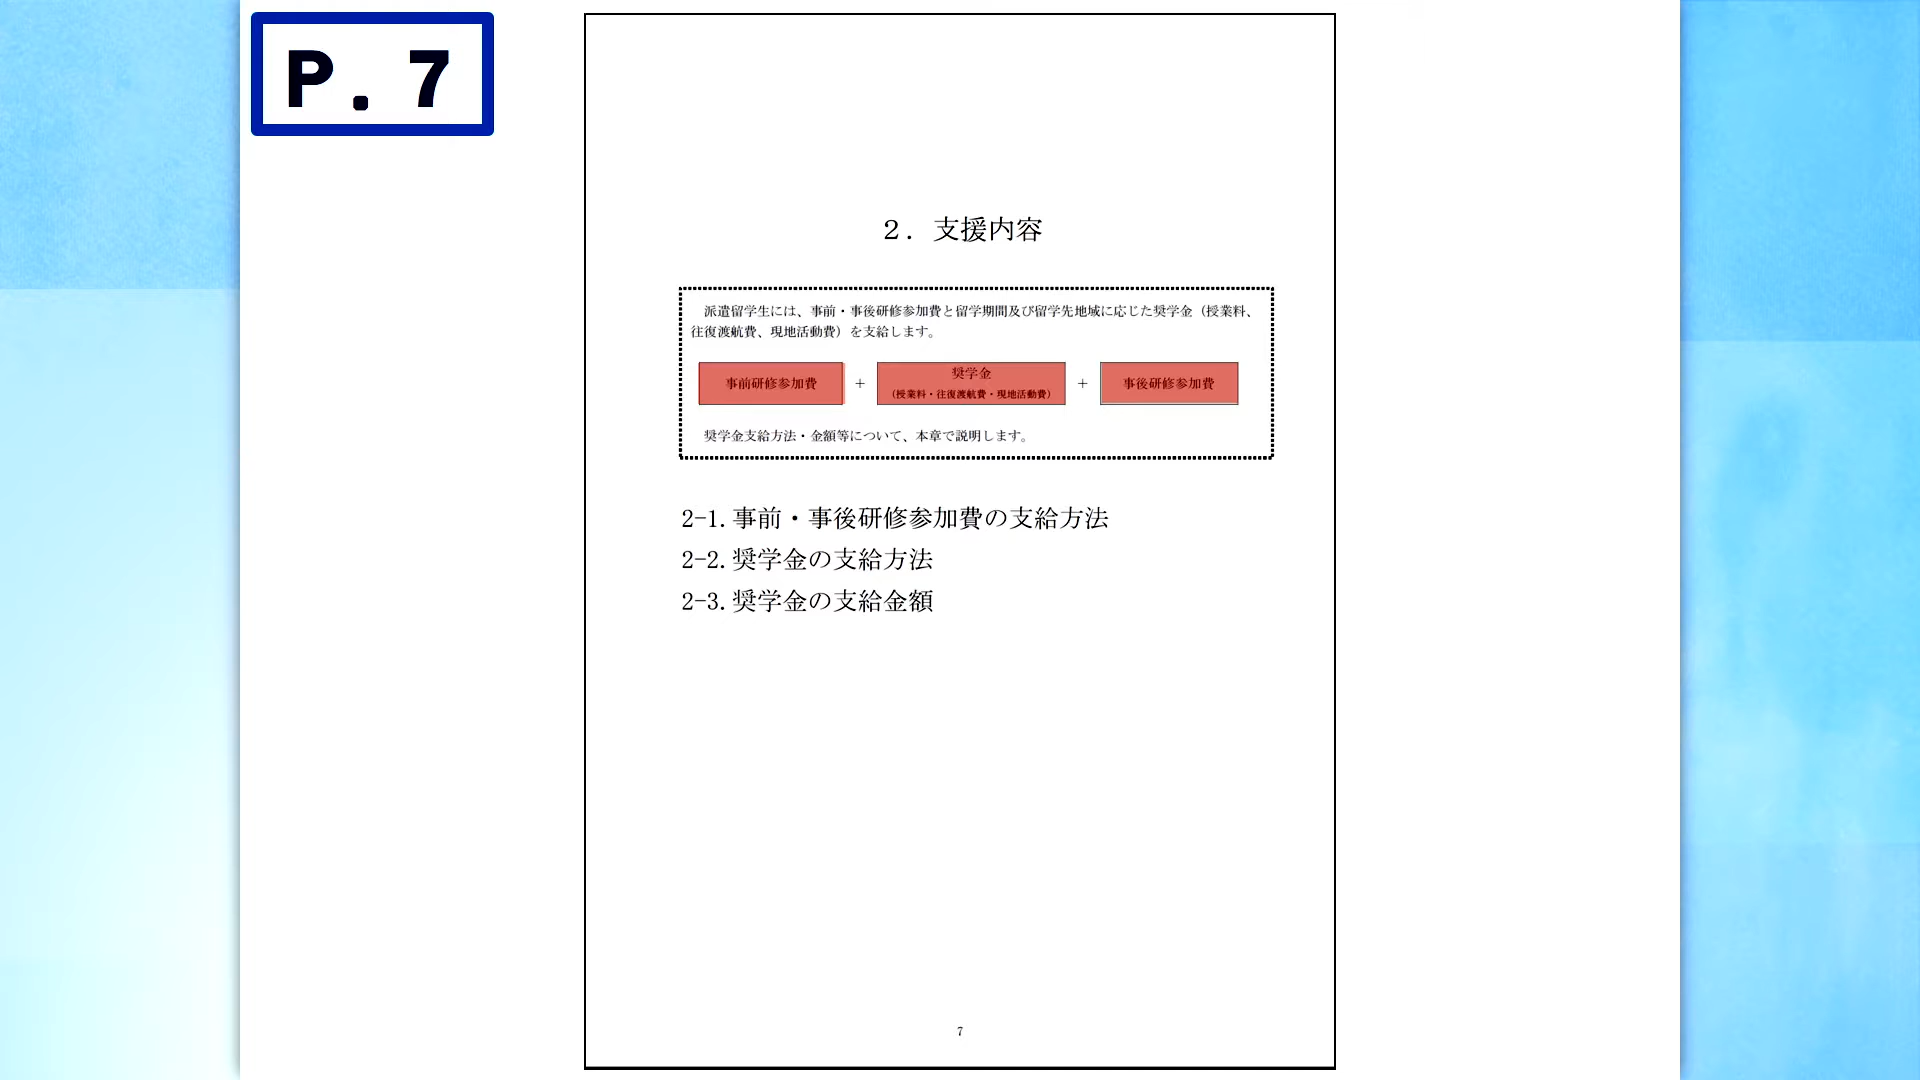 P.7
2．支援内容
派遣留学生には、事前・事後研修参加費と留学期間及び留学先地域に応じた奨学金（授業料、
往復渡航費、現地活動費）を支給します。
事前研修参加費 + 奨学金 + 事後研修参加費
（授業料・往復渡航費・現地活動費）
奨学金支給方法・金額等について、本章で説明します。
2-1.事前・事後研修参加費の支給方法
2-2.奨学金の支給方法
2-3.奨学金の支給金額
7